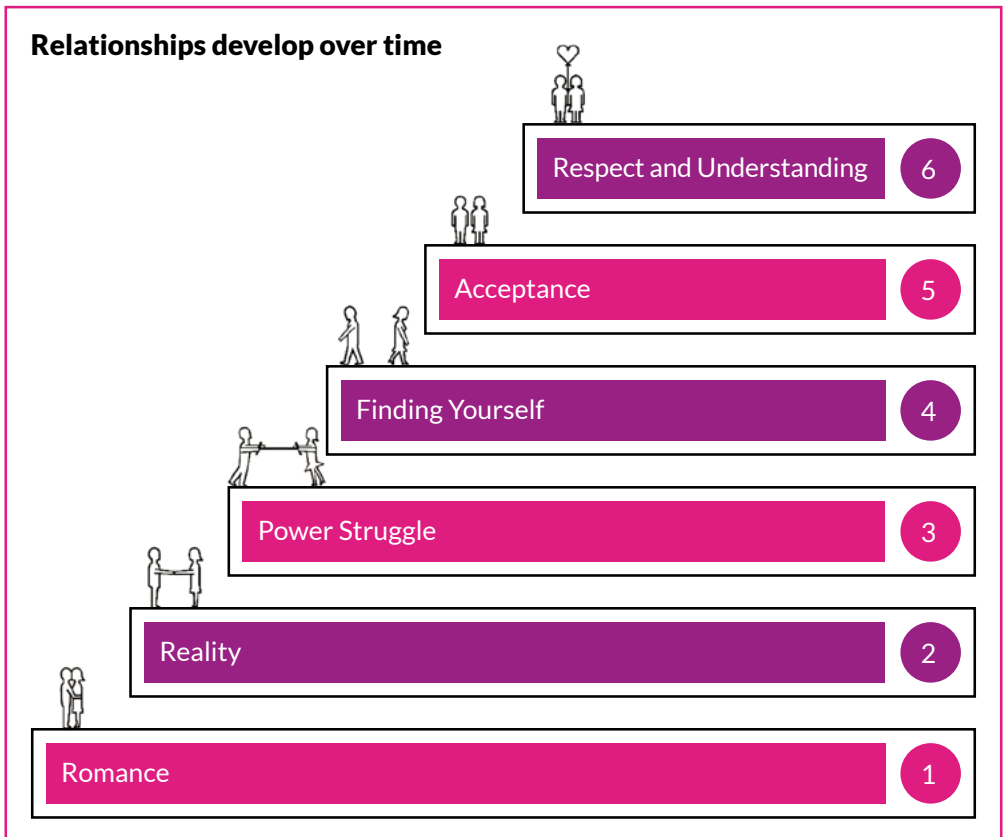 Relationships develop over time
Respect and Understanding 6
Acceptance 5
Finding Yourself 4
Power Struggle 3
Reality 2
Romance 1